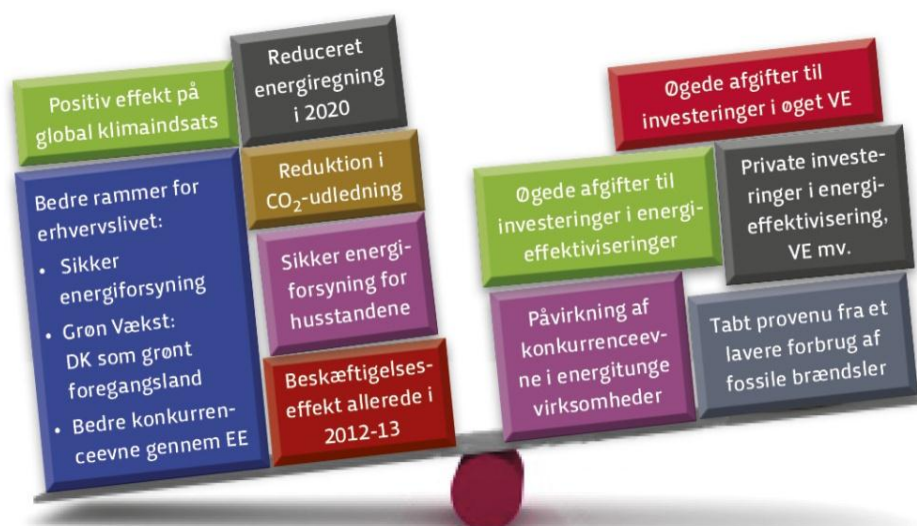 Positiv effekt på
global klimaindsats
Reduceret
energiregning
i 2020
Bedre rammer for
erhvervslivet:
• Sikker
energiforsyning
• Grøn Vækst:
DK som grønt
foregangsland
• Bedre konkurren-
ceevne gennem EE
Reduktion i
CO₂-udledning
Sikker energi-
forsyning for
husstandene
Beskæftigelses-
effekt allerede i
2012-13
Øgede afgifter til
investeringer i øget VE
Øgede afgifter til
investeringer i energi-
effektiviseringer
Private investe-
ringer i energi-
effektivisering,
VE mv.
Påvirkning af
konkurrenceev-
ne i energitunge
virksomheder
Tabt provenu fra et
lavere forbrug af
fossile brændsler